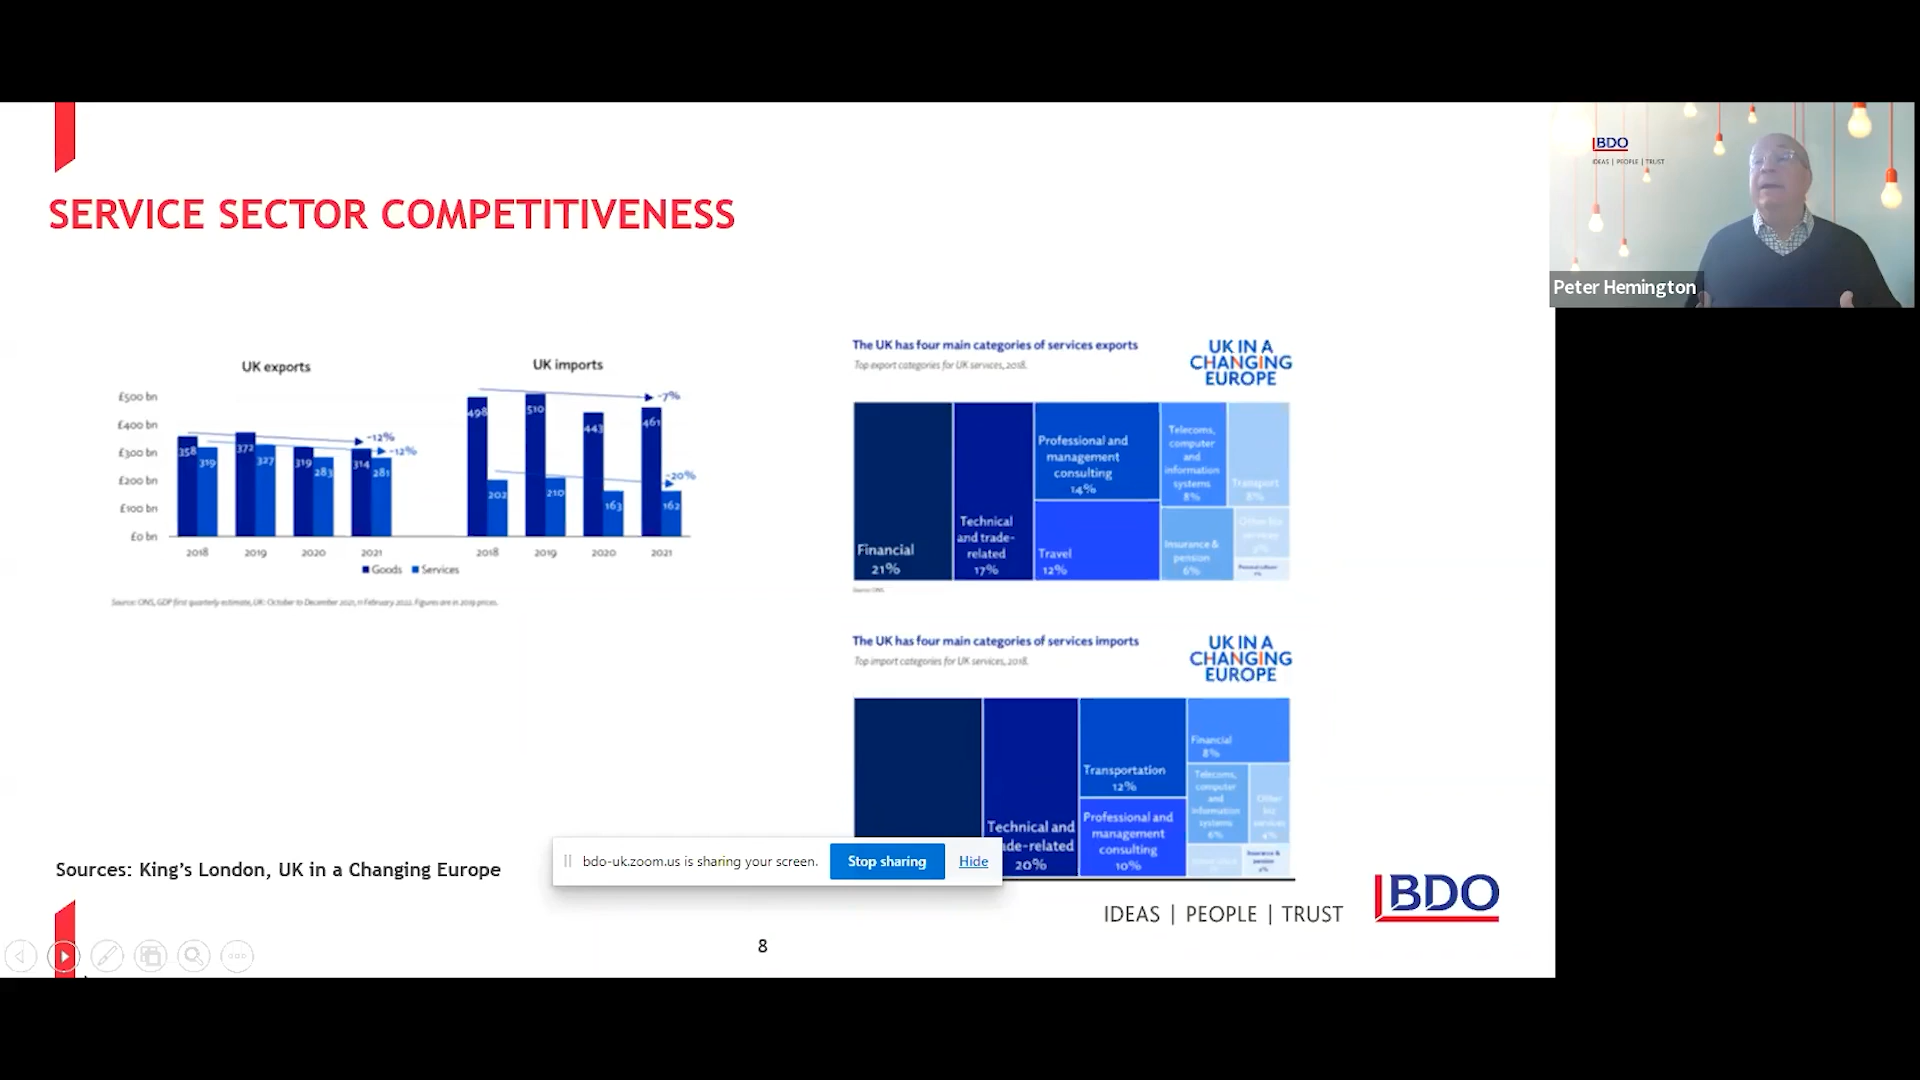 SERVICE SECTOR COMPETITIVENESS
UK exports
£500 bn
£400 bn
£300 bn
£200 bn
£100 bn
£0 bn
358
319
372
327
319
283
314
281
-12%
-12%
2018
2019
2020
2021
UK imports
498
202
510
210
443
163
461
162
-7%
-20%
2018
2019
2020
2021
Goods
Services
Source: ONS, GDP first quarterly estimate, UK: October to December 2021, 11 February 2022. Figures are in 2019 prices.
The UK has four main categories of services exports
Top export categories for UK services, 2018.
UK IN A
CHANGING
EUROPE
Financial
21%
Technical
and trade-
related
17%
Professional and
management
consulting
14%
Travel
12%
Telecoms,
computer
and
information
systems
8%
Transport
8%
Insurance &
pension
6%
Source: ONS.
The UK has four main categories of services imports
Top import categories for UK services, 2018.
UK IN A
CHANGING
EUROPE
Technical and
de-related
20%
Transportation
12%
Professional and
management
consulting
10%
Financial
8%
Telecoms,
computer
and
information
systems
6%
Other
biz
services
4%
Insurance &
pension
Sources: King's London, UK in a Changing Europe
bdo-uk.zoom.us is sharing your screen.
Stop sharing
Hide
IDEAS | PEOPLE | TRUST
BDO
8
BDO
IDEAS | PEOPLE | TRUST
Peter Hemington